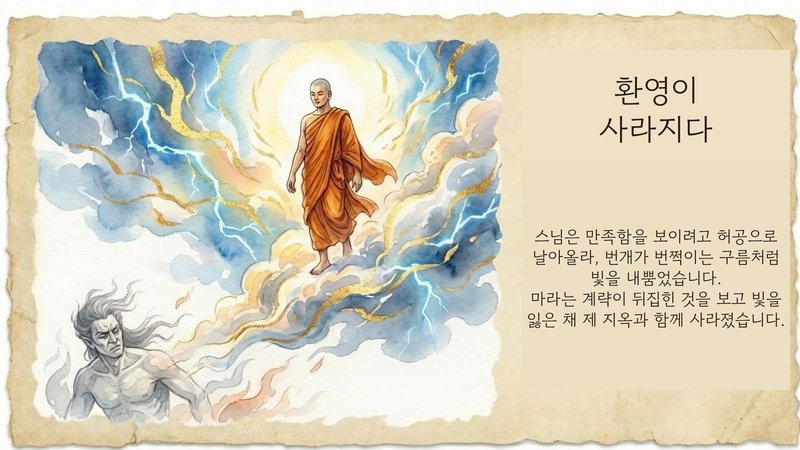 환영이
사라지다
스님은 만족함을 보이려고 허공으로
날아올라, 번개가 번쩍이는 구름처럼
빛을 내뿜었습니다.
마라는 계략이 뒤집힌 것을 보고 빛을
잃은 채 제 지옥과 함께 사라졌습니다.